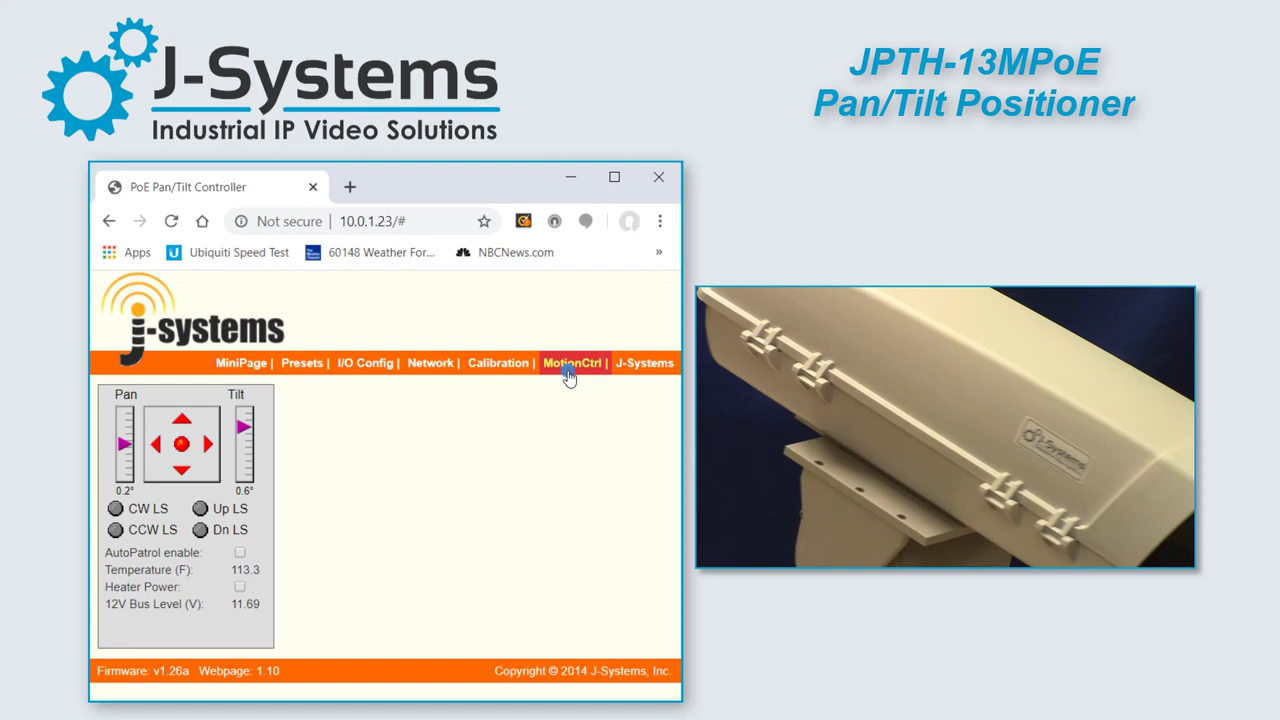 J-Systems
Industrial IP Video Solutions
JPTH-13MPoE
Pan/Tilt Positioner
PoE Pan/Tilt Controller
Not secure | 10.0.1.23/#
Apps Ubiquiti Speed Test 60148 Weather For... NBCNews.com »
j-systems
MiniPage | Presets | I/O Config | Network | Calibration | MotionCtrl | J-Systems
Pan Tilt
0.2° 0.6°
CW LS Up LS
CCW LS Dn LS
AutoPatrol enable:
Temperature (F): 113.3
Heater Power:
12V Bus Level (V): 11.69
Firmware: v1.26a Webpage: 1.10 Copyright © 2014 J-Systems, Inc.
J-Systems